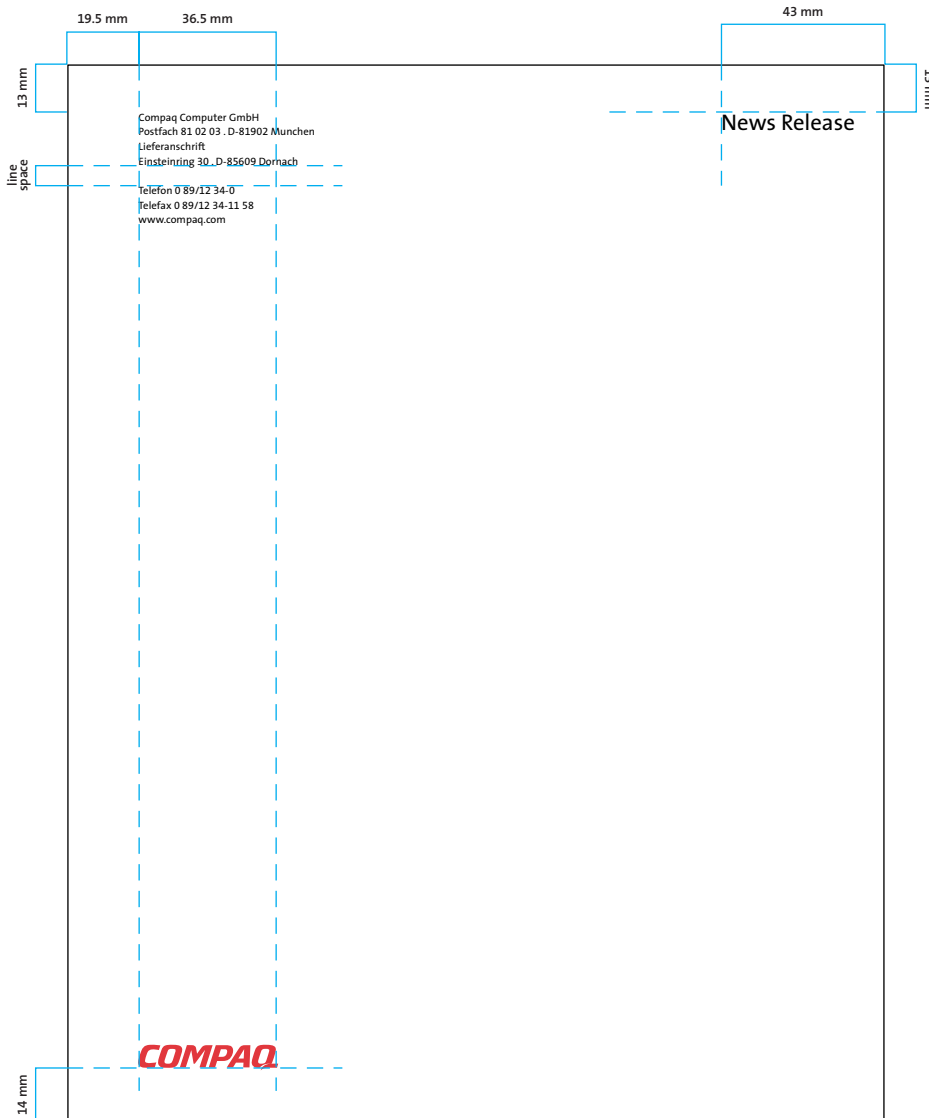 19.5 mm
36.5 mm
43 mm
13 mm
Compaq Computer GmbH
Postfach 81 02 03 . D-81902 Munchen
Lieferanschrift
Einsteinring 30 . D-85609 Dornach
line
space
Telefon 0 89/12 34-0
Telefax 0 89/12 34-11 58
www.compaq.com
News Release
COMPAQ
14 mm